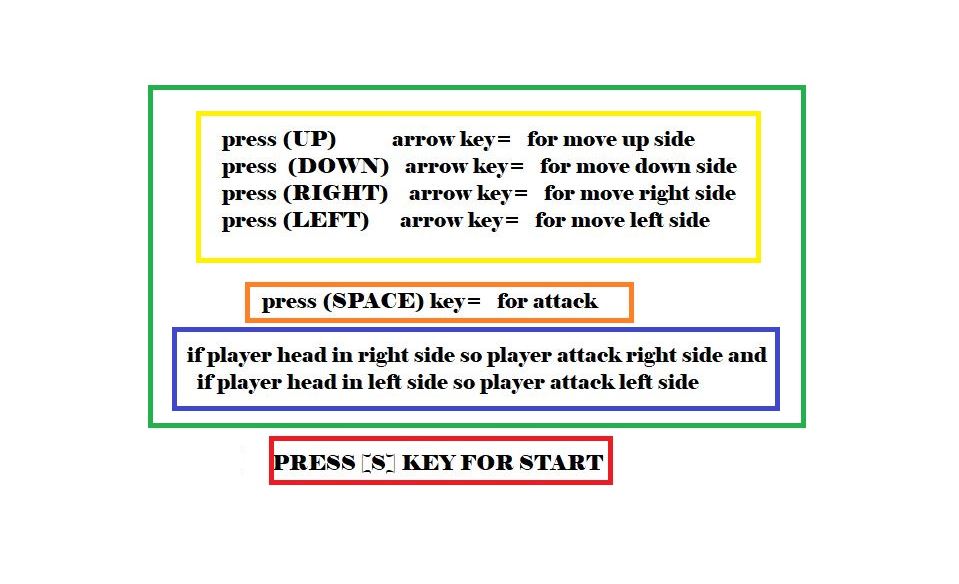 press (UP) arrow key= for move up side
press (DOWN) arrow key= for move down side
press (RIGHT) arrow key= for move right side
press (LEFT) arrow key= for move left side
press (SPACE) key= for attack
if player head in right side so player attack right side and
if player head in left side so player attack left side
PRESS [S] KEY FOR START